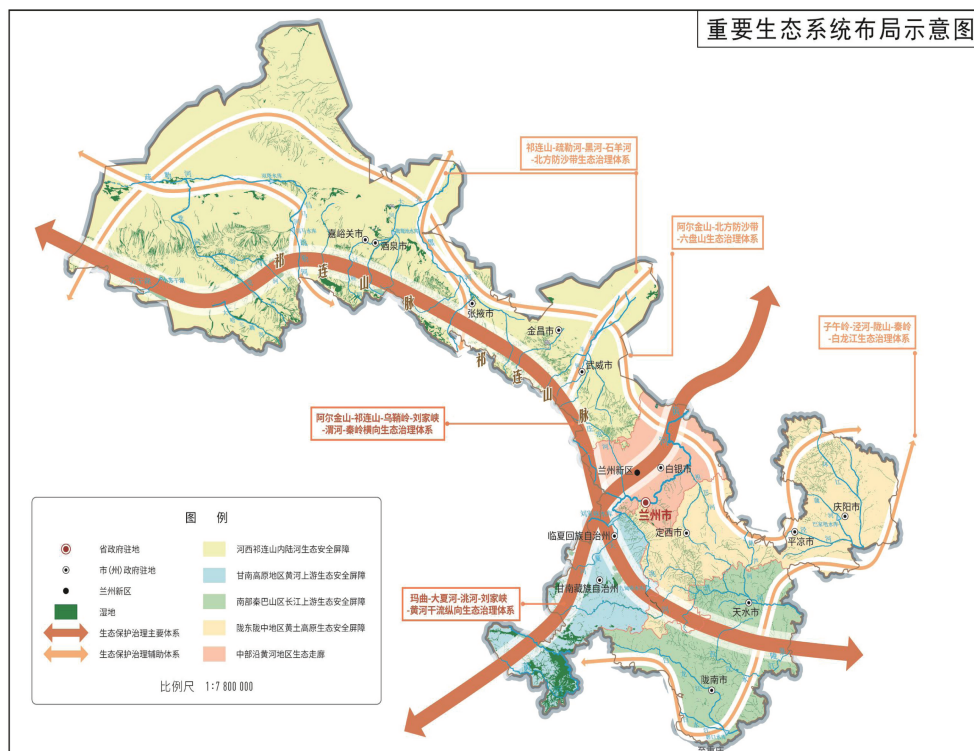 重要生态系统布局示意图
祁连山-疏勒河-黑河-石羊河
-北方防沙带生态治理体系
阿尔金山-北方防沙带
-六盘山生态治理体系
子午岭-泾河-陇山-秦岭
-白龙江生态治理体系
嘉峪关市
酒泉市
祁连山脉
张掖市
金昌市
祁连山脉
武威市
阿尔金山-祁连山-乌鞘岭-刘家峡
-渭河-秦岭横向生态治理体系
兰州新区
白银市
兰州市
庆阳市
临夏回族自治州
定西市
平凉市
甘南藏族自治州
玛曲-大夏河-洮河-刘家峡
-黄河干流纵向生态治理体系
天水市
陇南市
图 例
省政府驻地
市(州)政府驻地
兰州新区
湿地
生态保护治理主要体系
生态保护治理辅助体系
河西祁连山内陆河生态安全屏障
甘南高原地区黄河上游生态安全屏障
南部秦巴山区长江上游生态安全屏障
陇东陇中地区黄土高原生态安全屏障
中部沿黄河地区生态走廊
比例尺 1:7 800 000